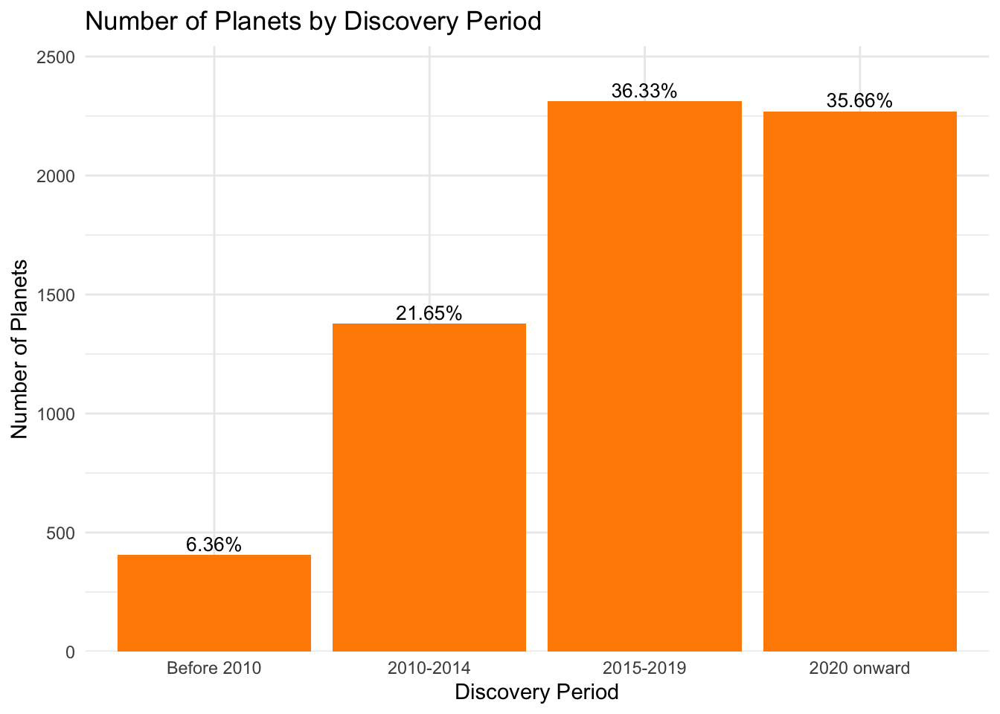 Number of Planets by Discovery Period
Number of Planets
2500
2000
1500
1000
500
0
6.36%
21.65%
36.33%
35.66%
Before 2010
2010-2014
2015-2019
2020 onward
Discovery Period